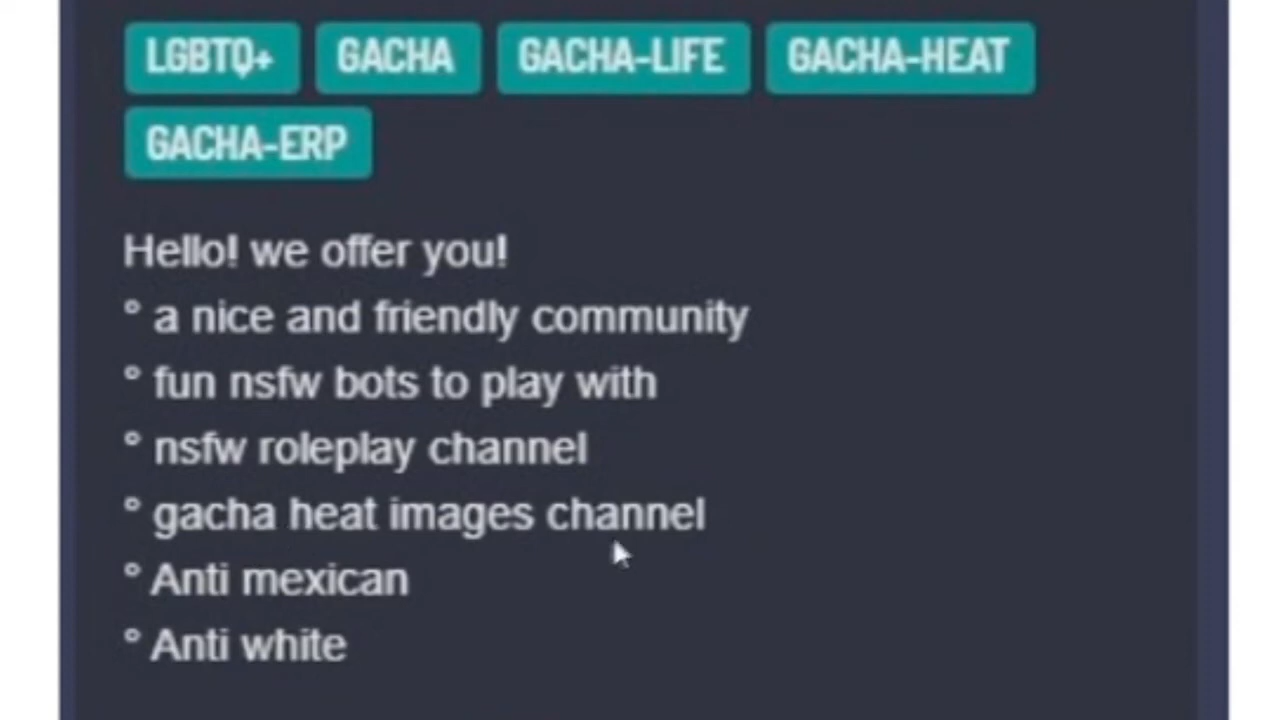 LGBTQ+ GACHA GACHA-LIFE GACHA-HEAT
GACHA-ERP
Hello! we offer you!
° a nice and friendly community
° fun nsfw bots to play with
° nsfw roleplay channel
° gacha heat images channel
° Anti mexican
° Anti white